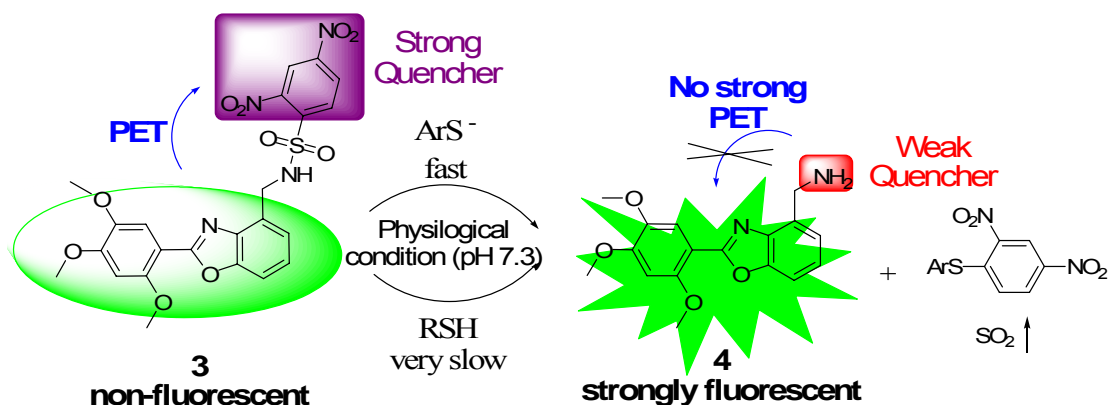 NO2
O2N
Strong
Quencher
PET
O
S
O
NH
ArS -
fast
No strong
PET
NH2
Weak
Quencher
O
O
O
N
O
Physilogical
condition (pH 7.3)
O
O
O
N
O
+
O2N
ArS
NO2
RSH
very slow
SO2
3
non-fluorescent
4
strongly fluorescent